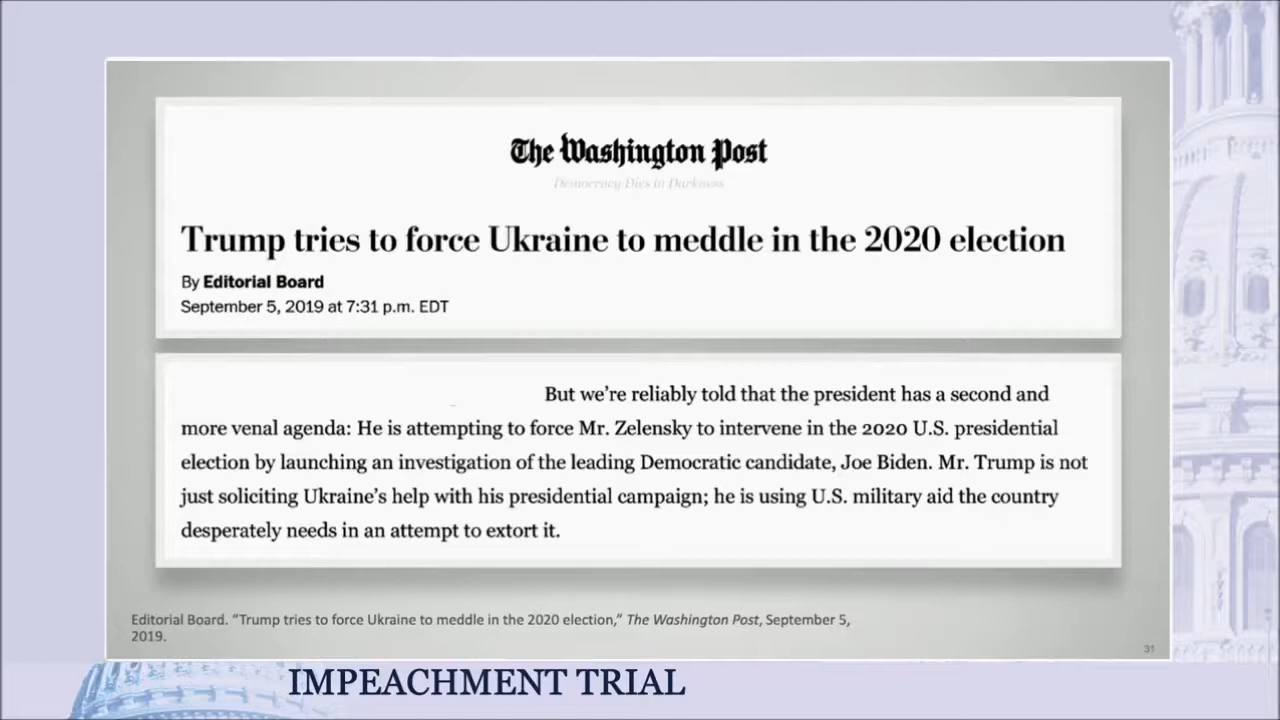 The Washington Post
Democracy Dies in Darkness
Trump tries to force Ukraine to meddle in the 2020 election
By Editorial Board
September 5, 2019 at 7:31 p.m. EDT
But we're reliably told that the president has a second and
more venal agenda: He is attempting to force Mr. Zelensky to intervene in the 2020 U.S. presidential
election by launching an investigation of the leading Democratic candidate, Joe Biden. Mr. Trump is not
just soliciting Ukraine's help with his presidential campaign; he is using U.S. military aid the country
desperately needs in an attempt to extort it.
Editorial Board. "Trump tries to force Ukraine to meddle in the 2020 election," The Washington Post, September 5,
2019.
31
IMPEACHMENT TRIAL